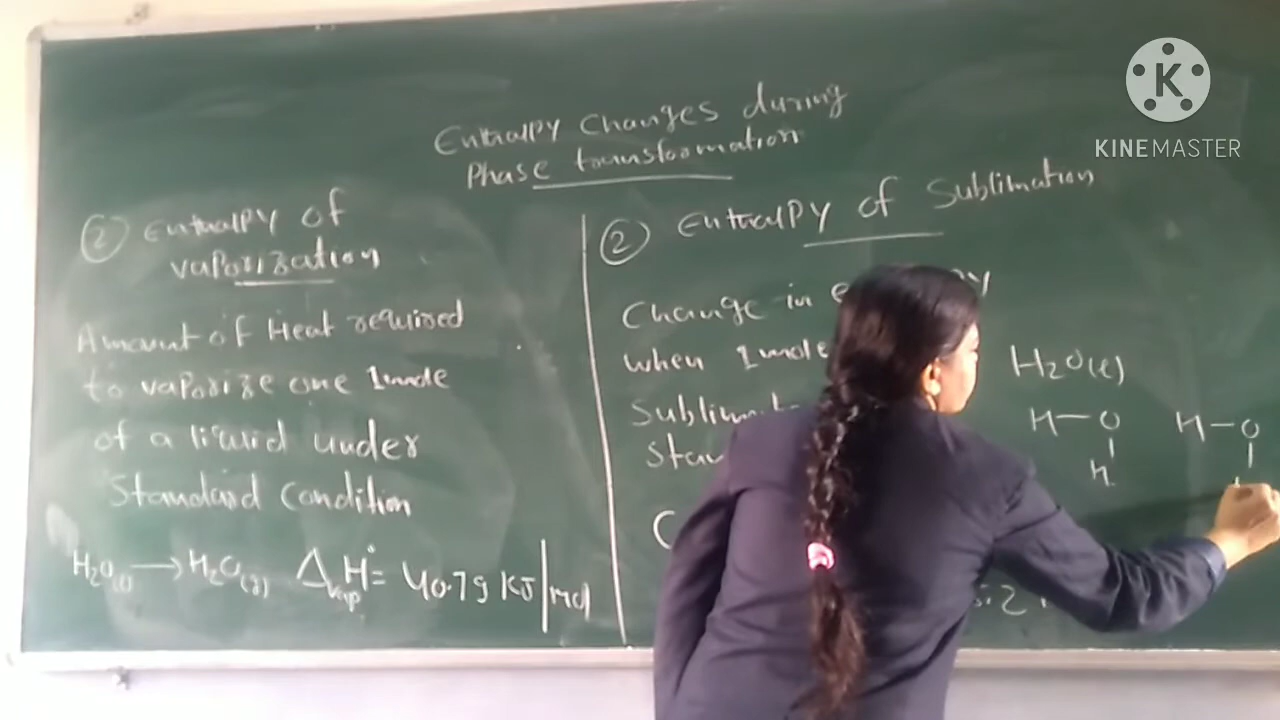 K
KINEMASTER
Enthalpy changes during
Phase transformation
② Enthalpy of
vaporization
Amount of Heat required
to vaporize one 1 mole
of a liquid under
Standard condition
H₂O(l) → H₂O(g) ΔvapH° = 40.79 KJ/mol
② Enthalpy of Sublimation
Change in
when 1 mole
H₂O(l)
H-O H-O
H